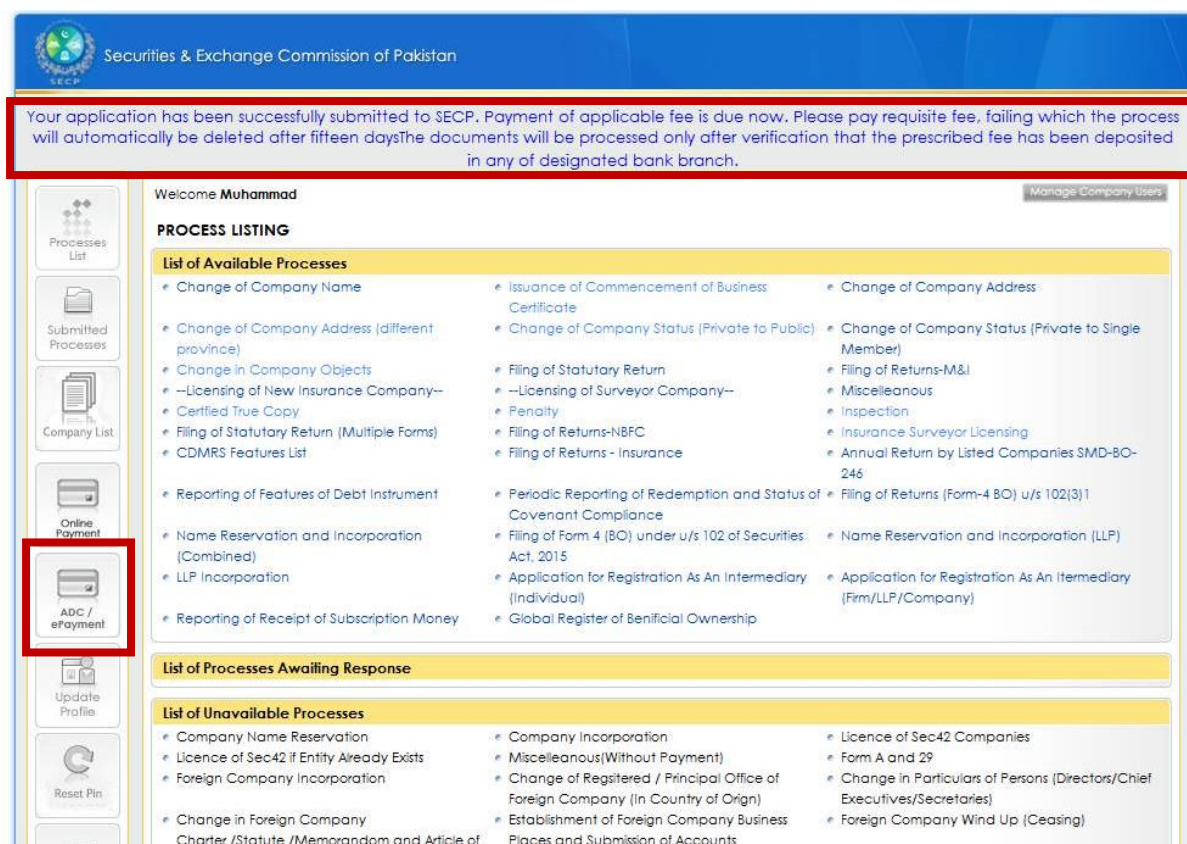 Securities & Exchange Commission of Pakistan
SECP
Your application has been successfully submitted to SECP. Payment of applicable fee is due now. Please pay requisite fee, failing which the process
will automatically be deleted after fifteen daysThe documents will be processed only after verification that the prescribed fee has been deposited
in any of designated bank branch.
Welcome Muhammad
Manage Company Users
PROCESS LISTING
Processes
List
Submitted
Processes
Company List
Online
Payment
ADC /
ePayment
Update
Profile
Reset Pin
List of Available Processes
Change of Company Name
Issuance of Commencement of Business
Certificate
Change of Company Address
Change of Company Address (different
province)
Change of Company Status (Private to Public)
Change of Company Status (Private to Single
Member)
Change in Company Objects
Filing of Statutory Return
Filing of Returns-M&I
--Licensing of New Insurance Company--
--Licensing of Surveyor Company--
Miscelleanous
Certfied True Copy
Penalty
Inspection
Filing of Statutary Return (Multiple Forms)
Filing of Returns-NBFC
Insurance Surveyor Licensing
CDMRS Features List
Filing of Returns - Insurance
Annual Return by Listed Companies SMD-BO-
246
Reporting of Features of Debt Instrument
Periodic Reporting of Redemption and Status of
Covenant Compliance
Filing of Returns (Form-4 BO) u/s 102(3)1
Name Reservation and Incorporation
(Combined)
Filing of Form 4 (BO) under u/s 102 of Securities
Act, 2015
Name Reservation and Incorporation (LLP)
LLP Incorporation
Application for Registration As An Intermediary
(Individual)
Application for Registration As An Itermediary
(Firm/LLP/Company)
Reporting of Receipt of Subscription Money
Global Register of Benificial Ownership
List of Processes Awaiting Response
List of Unavailable Processes
Company Name Reservation
Company Incorporation
Licence of Sec42 Companies
Licence of Sec42 if Entity Already Exists
Miscelleanous(Without Payment)
Form A and 29
Foreign Company Incorporation
Change of Regsitered / Principal Office of
Foreign Company (In Country of Orign)
Change in Particulars of Persons (Directors/Chief
Executives/Secretaries)
Change in Foreign Company
Charter /Statute /Memorandom and Article of
Establishment of Foreign Company Business
Places and Submission of Accounts
Foreign Company Wind Up (Ceasing)